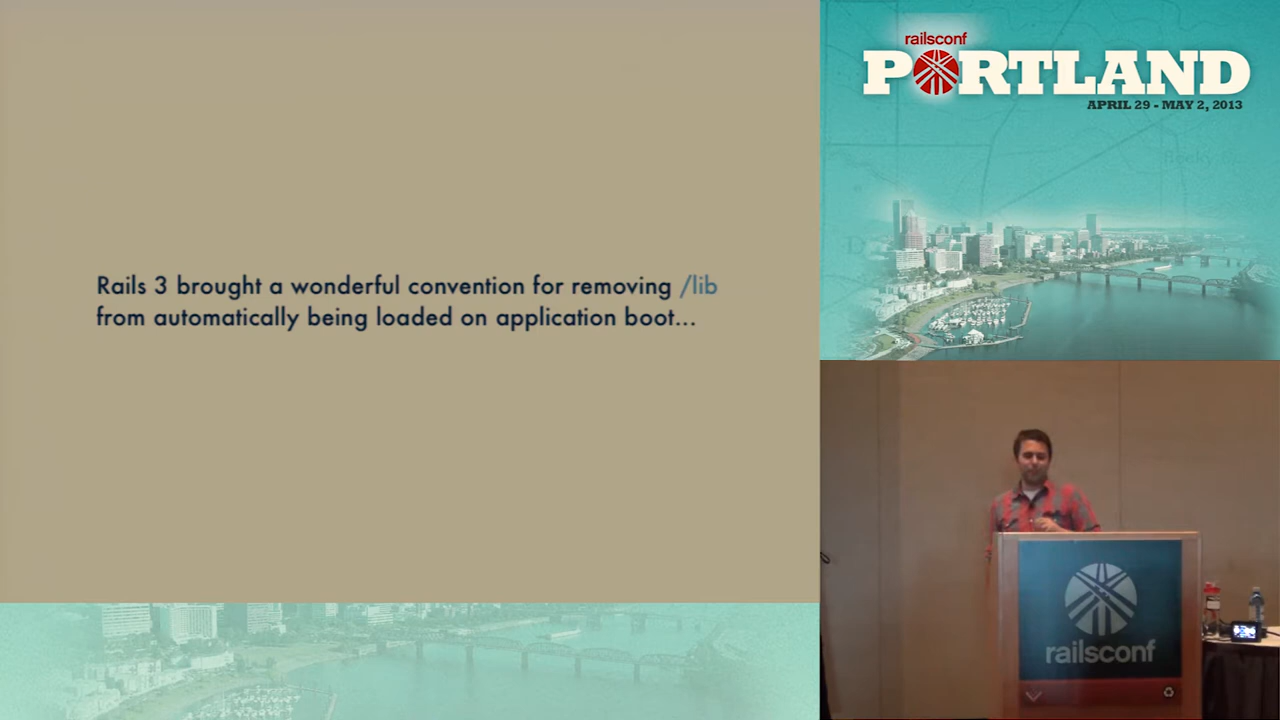 Rails 3 brought a wonderful convention for removing /lib
from automatically being loaded on application boot...
railsconf
PORTLAND
APRIL 29 - MAY 2, 2013
railsconf